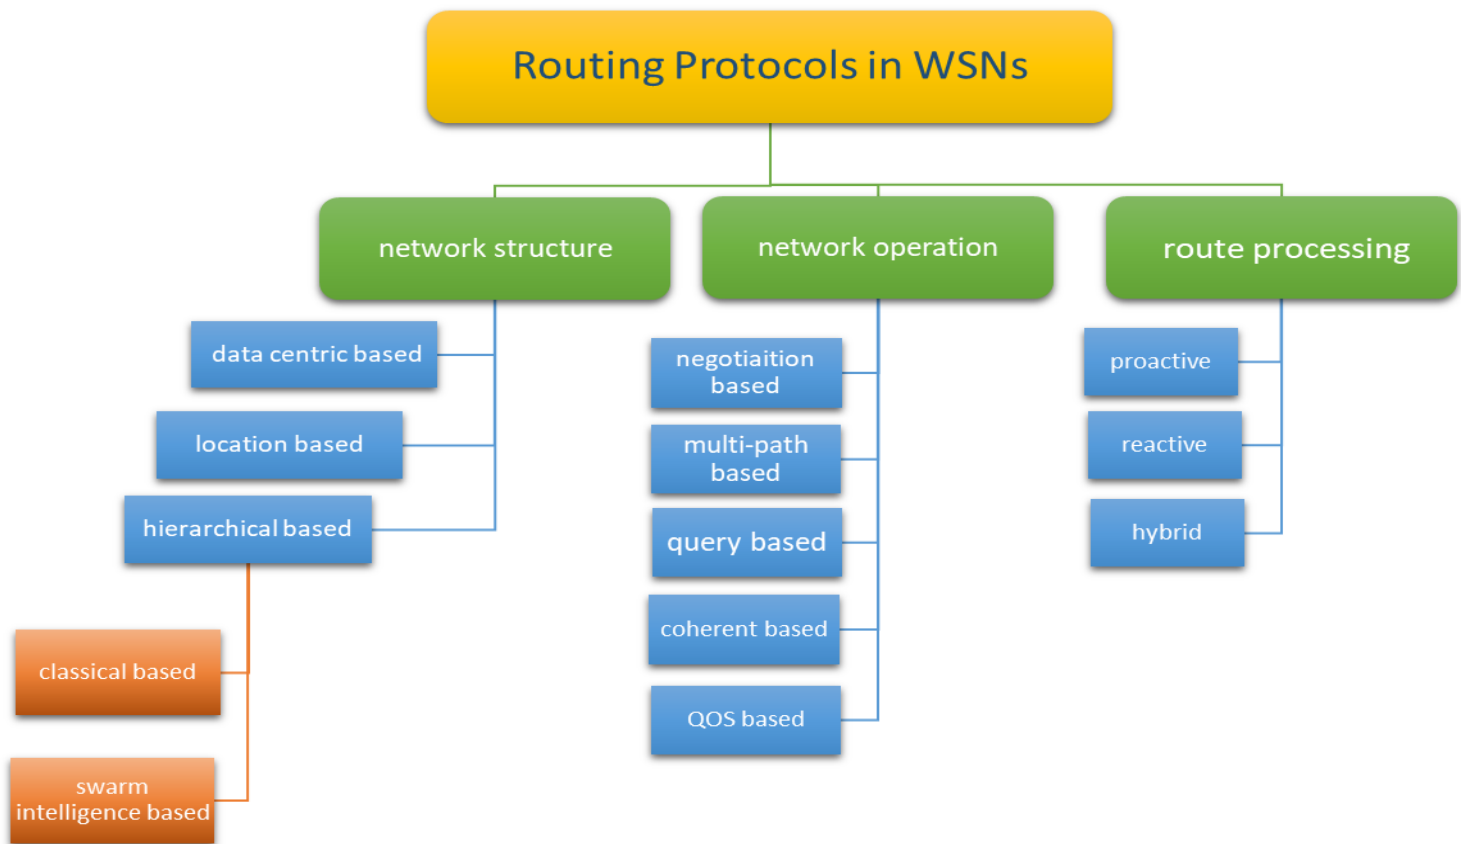 Routing Protocols in WSNs
network structure
network operation
route processing
data centric based
location based
hierarchical based
classical based
swarm
intelligence based
negotiaition
based
multi-path
based
query based
coherent based
QOS based
proactive
reactive
hybrid